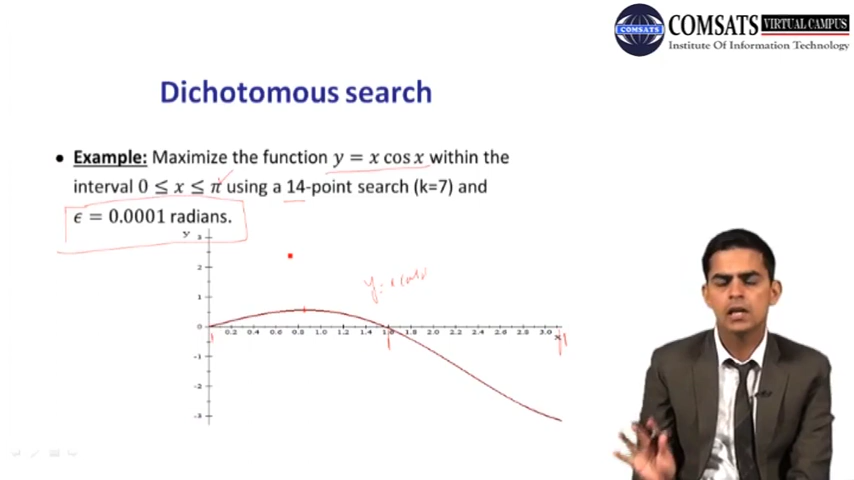 COMSATS VIRTUAL CAMPUS
COMSATS
Institute Of Information Technology
Dichotomous search
• Example: Maximize the function y = x cos x within the
interval 0 ≤ x ≤ π using a 14-point search (k=7) and
ϵ = 0.0001 radians.
y
3
2
1
0
-1
-2
-3
0.2 0.4 0.6 0.8 1.0 1.2 1.4 1.6 1.8 2.0 2.2 2.4 2.6 2.8 3.0
x
y = x cos x